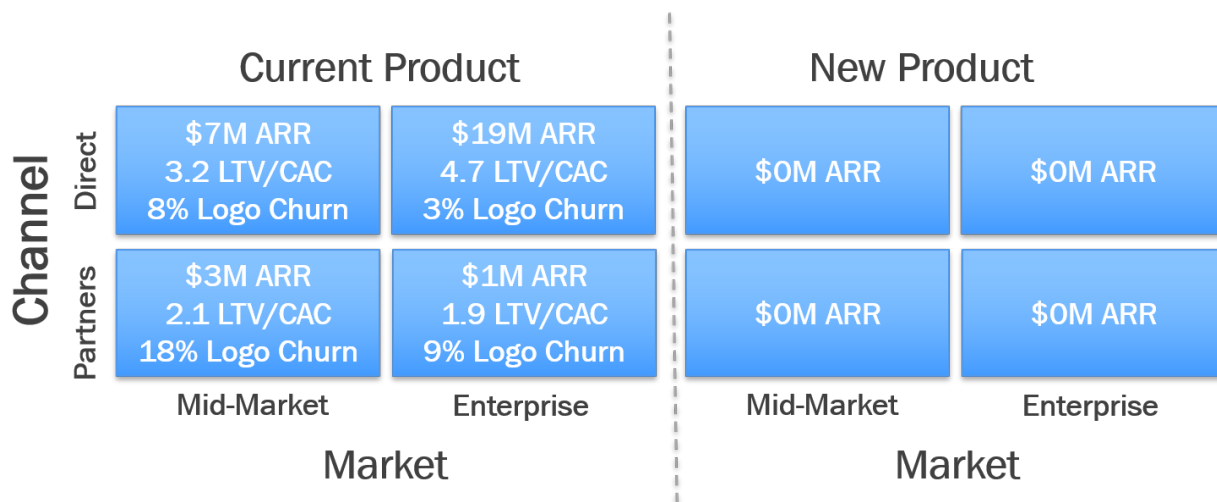 Current Product
New Product
Channel
Direct
$7M ARR
3.2 LTV/CAC
8% Logo Churn
$19M ARR
4.7 LTV/CAC
3% Logo Churn
$0M ARR
$0M ARR
Partners
$3M ARR
2.1 LTV/CAC
18% Logo Churn
$1M ARR
1.9 LTV/CAC
9% Logo Churn
$0M ARR
$0M ARR
Mid-Market
Enterprise
Mid-Market
Enterprise
Market
Market